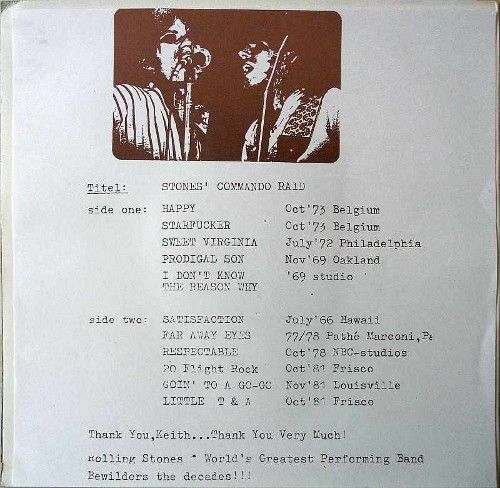 Titel: STONES' COMMANDO RAID
side one: HAPPY Oct'73 Belgium
STARFUCKER Oct'73 Belgium
SWEET VIRGINIA July'72 Philadelphia
PRODIGAL SON Nov'69 Oakland
I DON'T KNOW '69 studio
THE REASON WHY
side two: SATISFACTION July'66 Hawaii
FAR AWAY EYES 77/78 Pathé Marconi,Pa
RESPECTABLE Oct'78 NBC-studios
20 Flight Rock Oct'81 Frisco
GOIN' TO A GO-GO Nov'81 Louisville
LITTLE T & A Oct'81 Frisco
Thank You,Keith...Thank You Very Much!
Rolling Stones " World's Greatest Performing Band
Bewilders the decades!!!